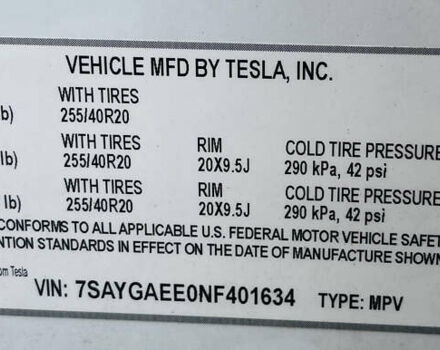 VEHICLE MFD BY TESLA, INC.
WITH TIRES
b) 255/40R20
WITH TIRES RIM COLD TIRE PRESSURE
lb) 255/40R20 20X9.5J 290 kPa, 42 psi
WITH TIRES RIM COLD TIRE PRESSURE
lb) 255/40R20 20X9.5J 290 kPa, 42 psi
CONFORMS TO ALL APPLICABLE U.S. FEDERAL MOTOR VEHICLE SAFET
NTION STANDARDS IN EFFECT ON THE DATE OF MANUFACTURE SHOWN
om Tesla
VIN: 7SAYGAEE0NF401634 TYPE: MPV